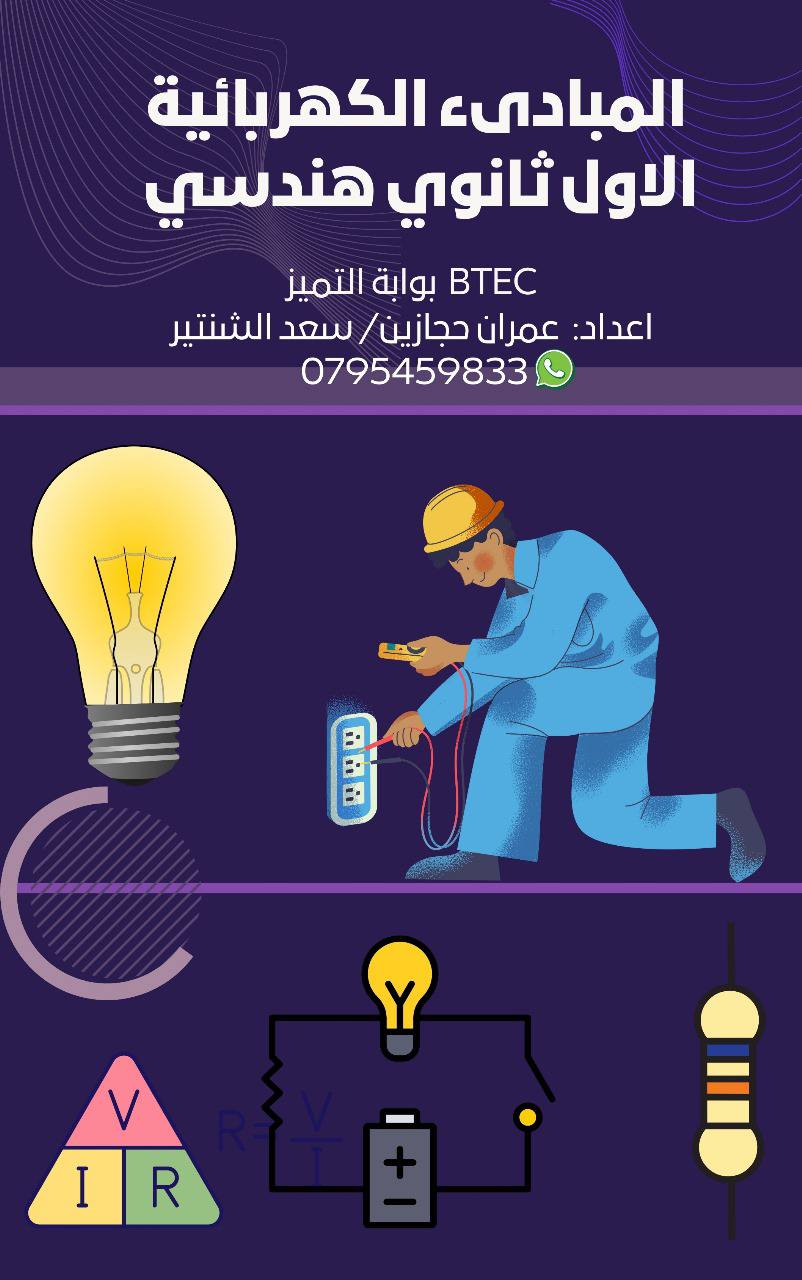 المبادىء الكهربائية
الاول ثانوي هندسي
BTEC بوابة التميز
اعداد: عمران حجازين/ سعد الشنتير
0795459833
V
I R
R= V
I
+
−